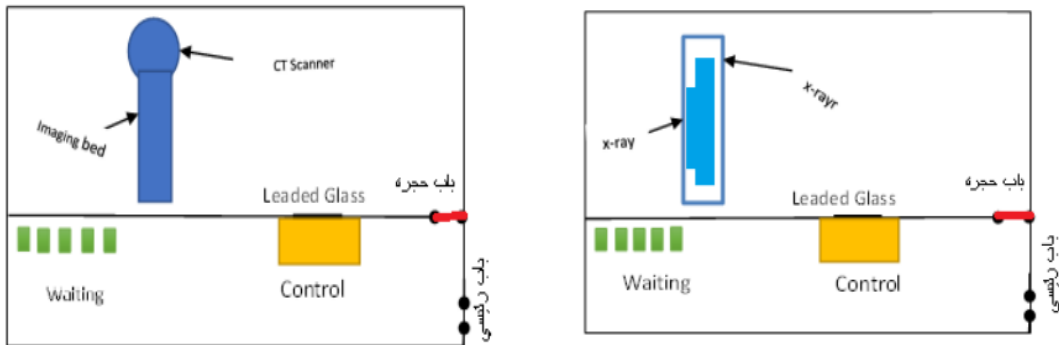 CT Scanner
Imaging bed
باب حجره
Leaded Glass
Waiting
Control
باب رئيسي
x-rayr
x-ray
باب حجره
Leaded Glass
Waiting
Control
باب رئيسي